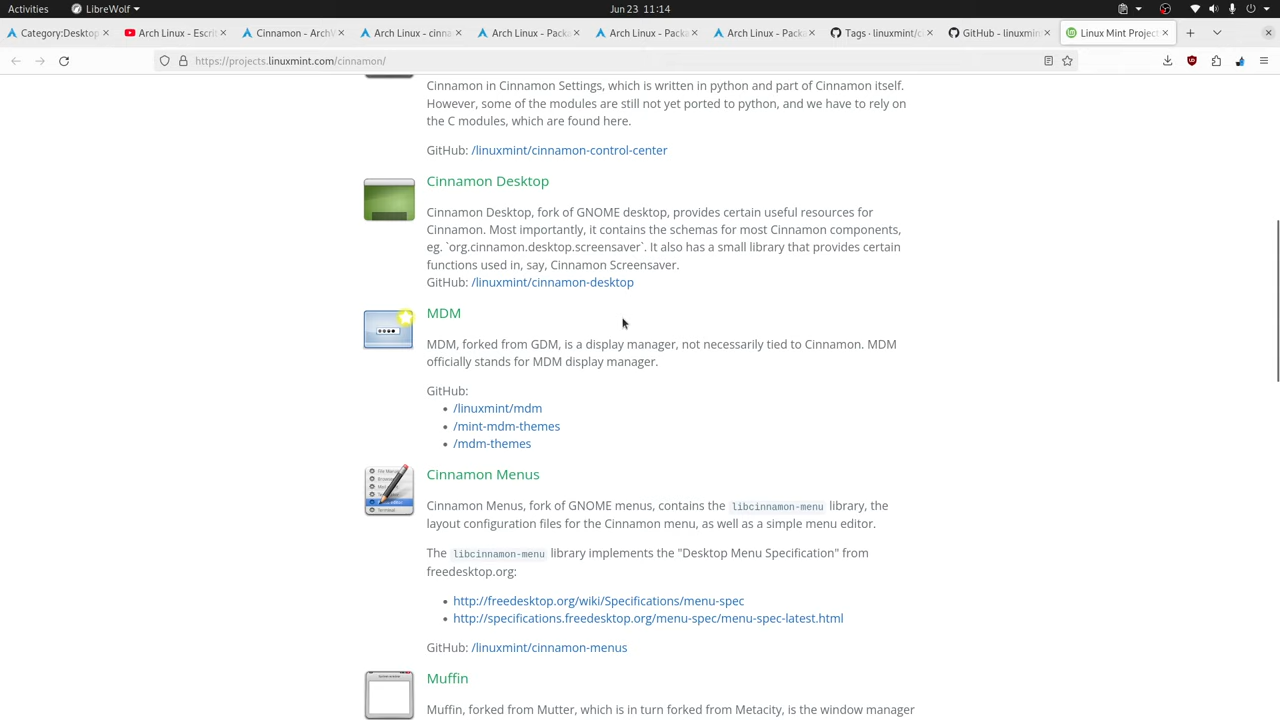 Activities
LibreWolf
Jun 23 11:14
Category:Desktop
Arch Linux - Escrit
Cinnamon - ArchW
Arch Linux - cinna
Arch Linux - Packa
Arch Linux - Packa
Arch Linux - Packa
Tags · linuxmint/ci
GitHub - linuxmin
Linux Mint Project
https://projects.linuxmint.com/cinnamon/
Cinnamon in Cinnamon Settings, which is written in python and part of Cinnamon itself.
However, some of the modules are still not yet ported to python, and we have to rely on
the C modules, which are found here.
GitHub: /linuxmint/cinnamon-control-center
Cinnamon Desktop
Cinnamon Desktop, fork of GNOME desktop, provides certain useful resources for
Cinnamon. Most importantly, it contains the schemas for most Cinnamon components,
eg. `org.cinnamon.desktop.screensaver`. It also has a small library that provides certain
functions used in, say, Cinnamon Screensaver.
GitHub: /linuxmint/cinnamon-desktop
MDM
MDM, forked from GDM, is a display manager, not necessarily tied to Cinnamon. MDM
officially stands for MDM display manager.
GitHub:
/linuxmint/mdm
/mint-mdm-themes
/mdm-themes
Cinnamon Menus
Cinnamon Menus, fork of GNOME menus, contains the libcinnamon-menu library, the
layout configuration files for the Cinnamon menu, as well as a simple menu editor.
The libcinnamon-menu library implements the "Desktop Menu Specification" from
freedesktop.org:
http://freedesktop.org/wiki/Specifications/menu-spec
http://specifications.freedesktop.org/menu-spec/menu-spec-latest.html
GitHub: /linuxmint/cinnamon-menus
Muffin
Muffin, forked from Mutter, which is in turn forked from Metacity, is the window manager